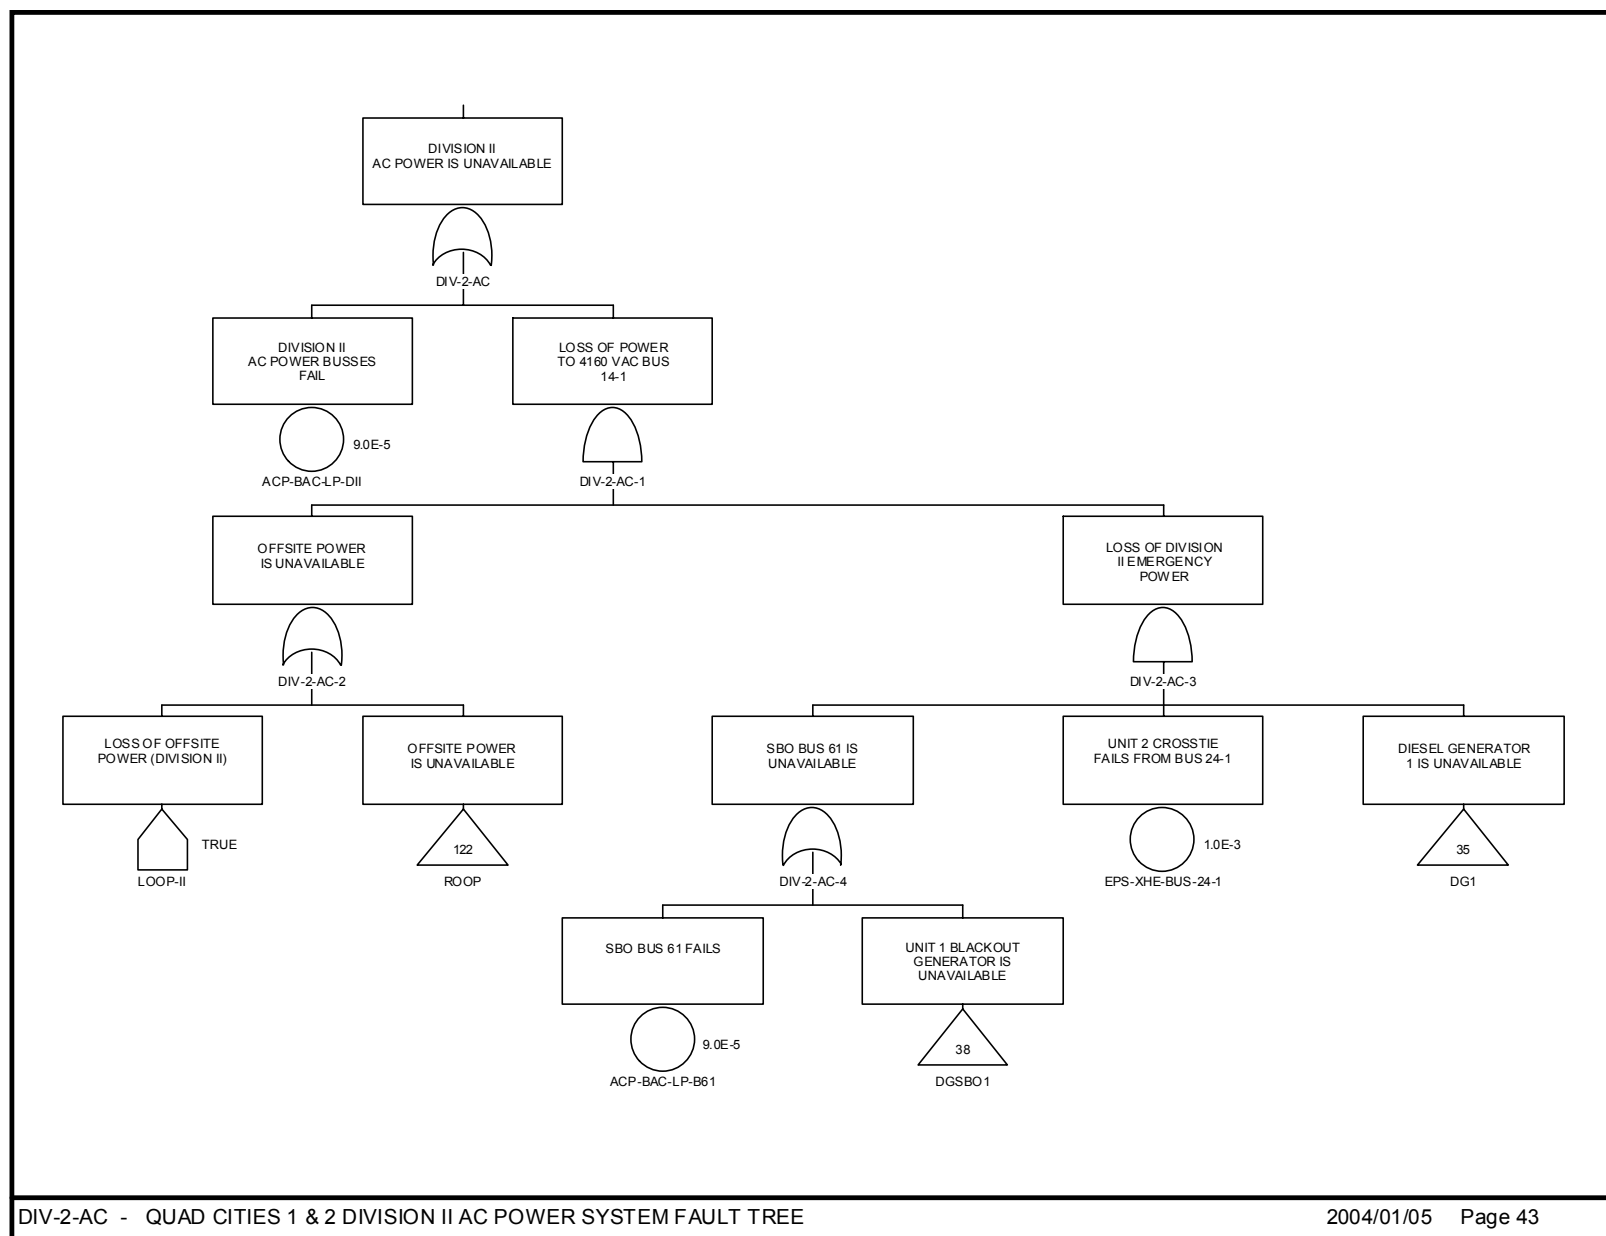 DIVISION II
AC POWER IS UNAVAILABLE
DIV-2-AC
DIVISION II
AC POWER BUSSES
FAIL
9.0E-5
ACP-BAC-LP-DII
LOSS OF POWER
TO 4160 VAC BUS
14-1
DIV-2-AC-1
OFFSITE POWER
IS UNAVAILABLE
DIV-2-AC-2
LOSS OF DIVISION
II EMERGENCY
POWER
DIV-2-AC-3
LOSS OF OFFSITE
POWER (DIVISION II)
TRUE
LOOP-II
OFFSITE POWER
IS UNAVAILABLE
122
ROOP
SBO BUS 61 IS
UNAVAILABLE
DIV-2-AC-4
UNIT 2 CROSSTIE
FAILS FROM BUS 24-1
1.0E-3
EPS-XHE-BUS-24-1
DIESEL GENERATOR
1 IS UNAVAILABLE
35
DG1
SBO BUS 61 FAILS
9.0E-5
ACP-BAC-LP-B61
UNIT 1 BLACKOUT
GENERATOR IS
UNAVAILABLE
38
DGSBO1
DIV-2-AC - QUAD CITIES 1 & 2 DIVISION II AC POWER SYSTEM FAULT TREE
2004/01/05 Page 43